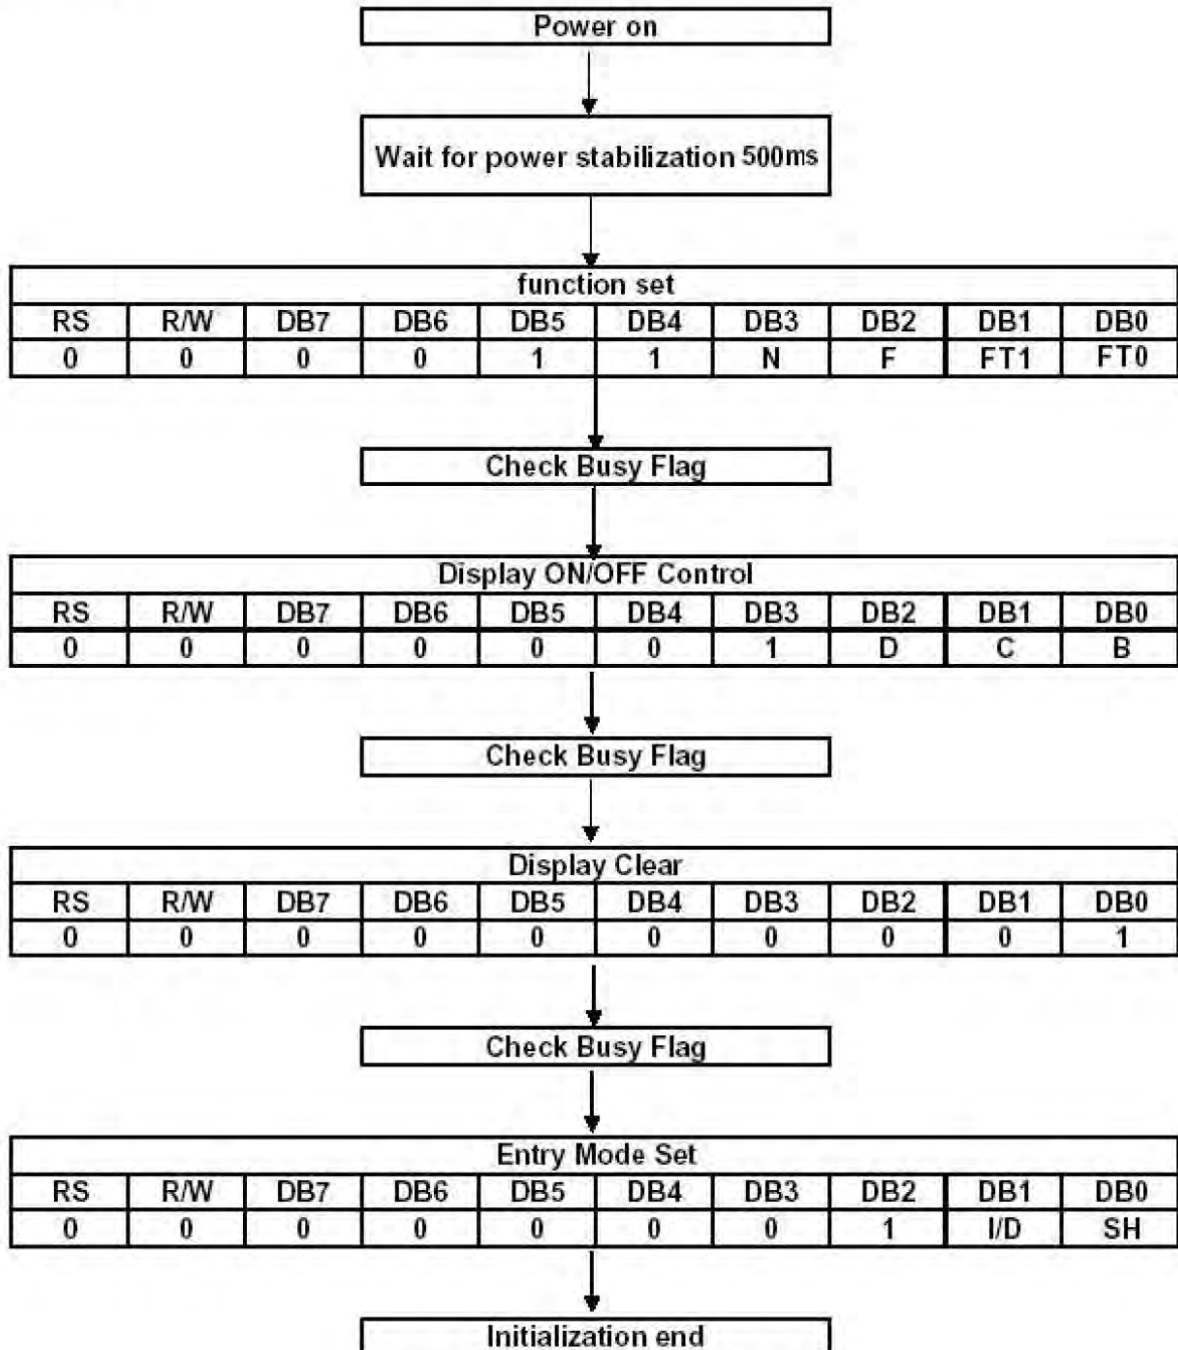 Power on
Wait for power stabilization 500ms
function set
RS R/W DB7 DB6 DB5 DB4 DB3 DB2 DB1 DB0
0 0 0 0 1 1 N F FT1 FT0
Check Busy Flag
Display ON/OFF Control
RS R/W DB7 DB6 DB5 DB4 DB3 DB2 DB1 DB0
0 0 0 0 0 0 1 D C B
Check Busy Flag
Display Clear
RS R/W DB7 DB6 DB5 DB4 DB3 DB2 DB1 DB0
0 0 0 0 0 0 0 0 0 1
Check Busy Flag
Entry Mode Set
RS R/W DB7 DB6 DB5 DB4 DB3 DB2 DB1 DB0
0 0 0 0 0 0 0 1 I/D SH
Initialization end